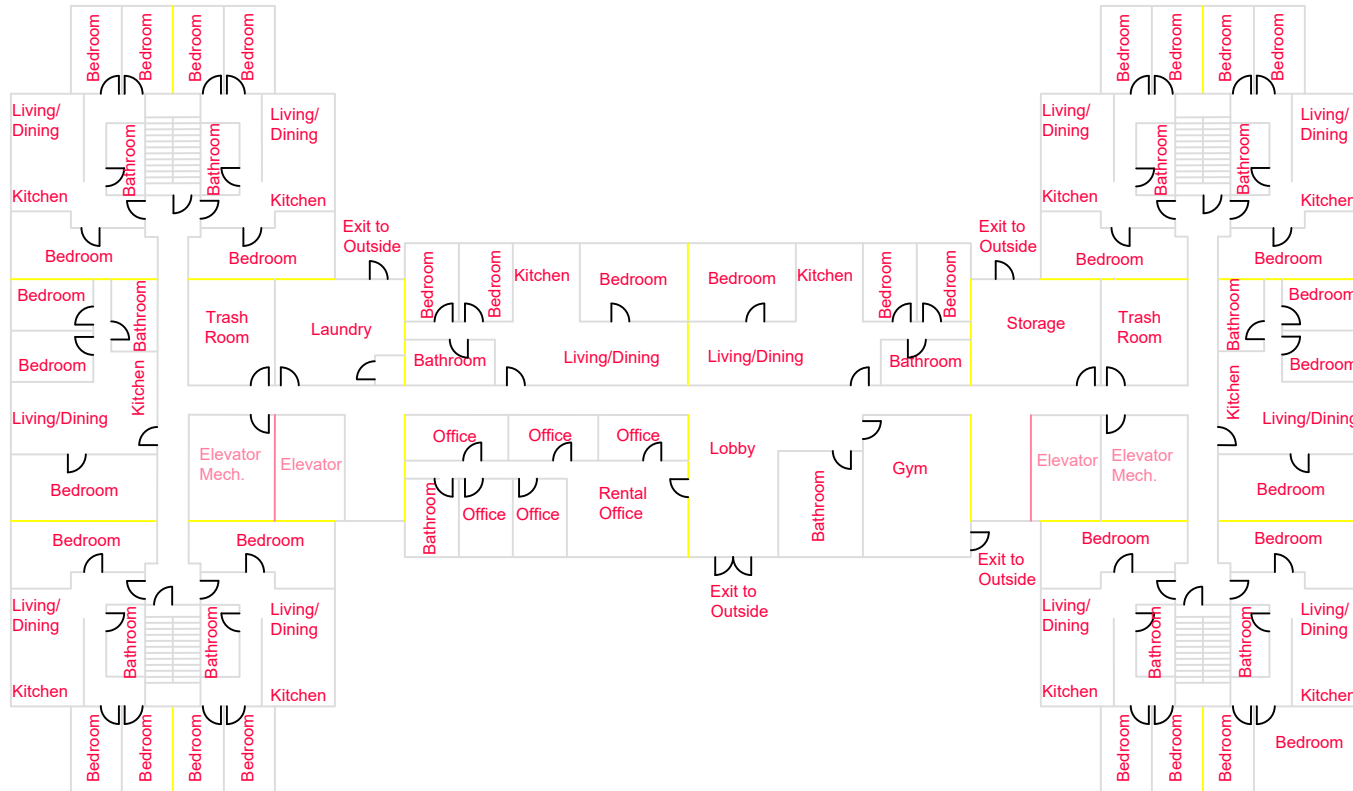 Bedroom
Bedroom
Bedroom
Bedroom
Bedroom
Bedroom
Bedroom
Bedroom
Living/
Dining
Living/
Dining
Living/
Dining
Living/
Dining
Bathroom
Bathroom
Bathroom
Bathroom
Kitchen
Kitchen
Kitchen
Kitchen
Exit to
Outside
Exit to
Outside
Bedroom
Bedroom
Bedroom
Bedroom
Bedroom
Bathroom
Trash
Room
Laundry
Bedroom
Bedroom
Kitchen
Bedroom
Bedroom
Kitchen
Bedroom
Bedroom
Storage
Trash
Room
Bathroom
Bedroom
Bedroom
Kitchen
Bathroom
Living/Dining
Living/Dining
Bathroom
Kitchen
Bedroom
Living/Dining
Living/Dining
Elevator
Mech.
Elevator
Office
Office
Office
Lobby
Gym
Elevator
Elevator
Mech.
Bedroom
Bedroom
Bathroom
Office
Office
Rental
Office
Bathroom
Bedroom
Bedroom
Bedroom
Bedroom
Exit to
Outside
Exit to
Outside
Living/
Dining
Living/
Dining
Living/
Dining
Living/
Dining
Bathroom
Bathroom
Bathroom
Bathroom
Kitchen
Kitchen
Kitchen
Kitchen
Bedroom
Bedroom
Bedroom
Bedroom
Bedroom
Bedroom
Bedroom
Bedroom